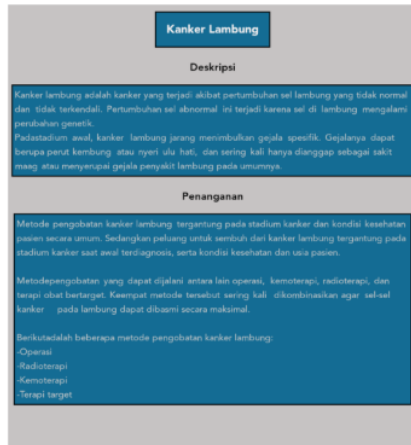 Kanker Lambung
Deskripsi
Kanker lambung adalah kanker yang terjadi akibat pertumbuhan sel lambung yang tidak normal
dan tidak terkendali. Pertumbuhan sel abnormal ini terjadi karena sel di lambung mengalami
perubahan genetik.
Padastadium awal, kanker lambung jarang menimbulkan gejala spesifik. Gejalanya dapat
berupa perut kembung atau nyeri ulu hati, dan sering kali hanya dianggap sebagai sakit
maag atau menyerupai gejala penyakit lambung pada umumnya.
Penanganan
Metode pengobatan kanker lambung tergantung pada stadium kanker dan kondisi kesehatan
pasien secara umum. Sedangkan peluang untuk sembuh dari kanker lambung tergantung pada
stadium kanker saat awal terdiagnosis, serta kondisi kesehatan dan usia pasien.
Metodepengobatan yang dapat dijalani antara lain operasi, kemoterapi, radioterapi, dan
terapi obat bertarget. Keempat metode tersebut sering kali dikombinasikan agar sel-sel
kanker pada lambung dapat dibasmi secara maksimal.
Berikutadalah beberapa metode pengobatan kanker lambung:
-Operasi
-Radioterapi
-Kemoterapi
-Terapi target